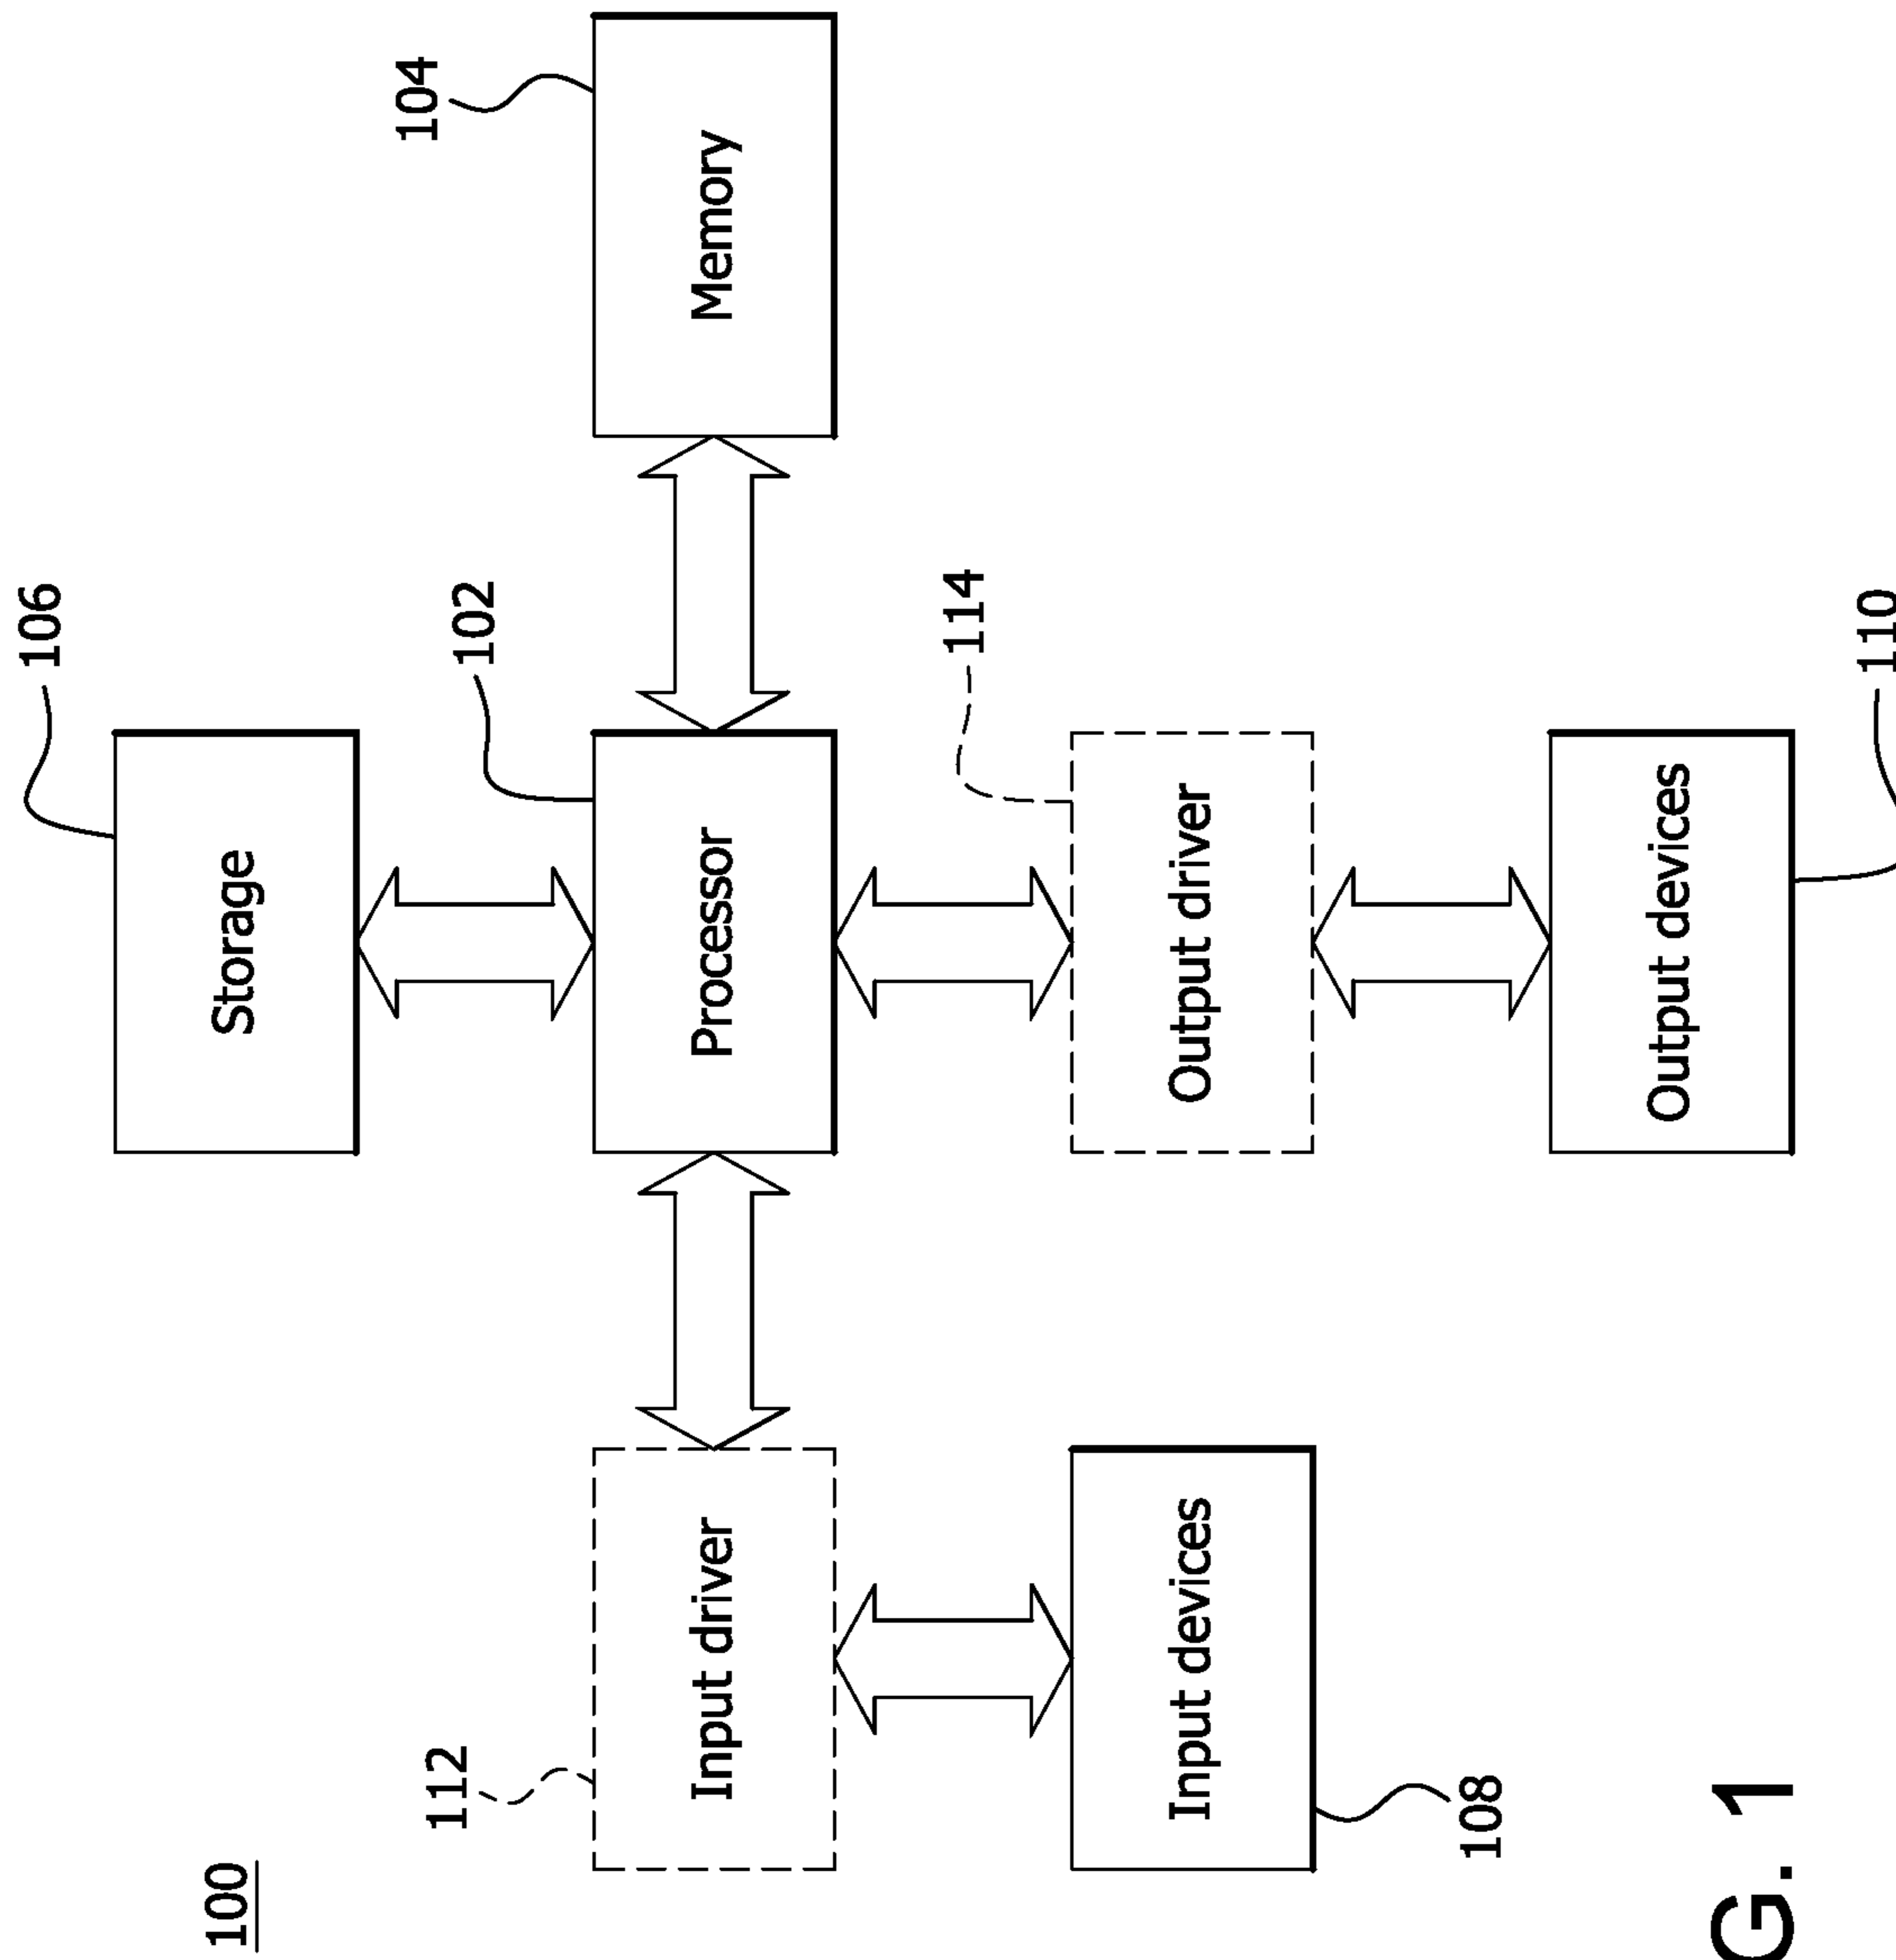 106
100
Storage
112
102
104
Input driver
Processor
Memory
114
Input devices
Output driver
108
Output devices
G. 1
110